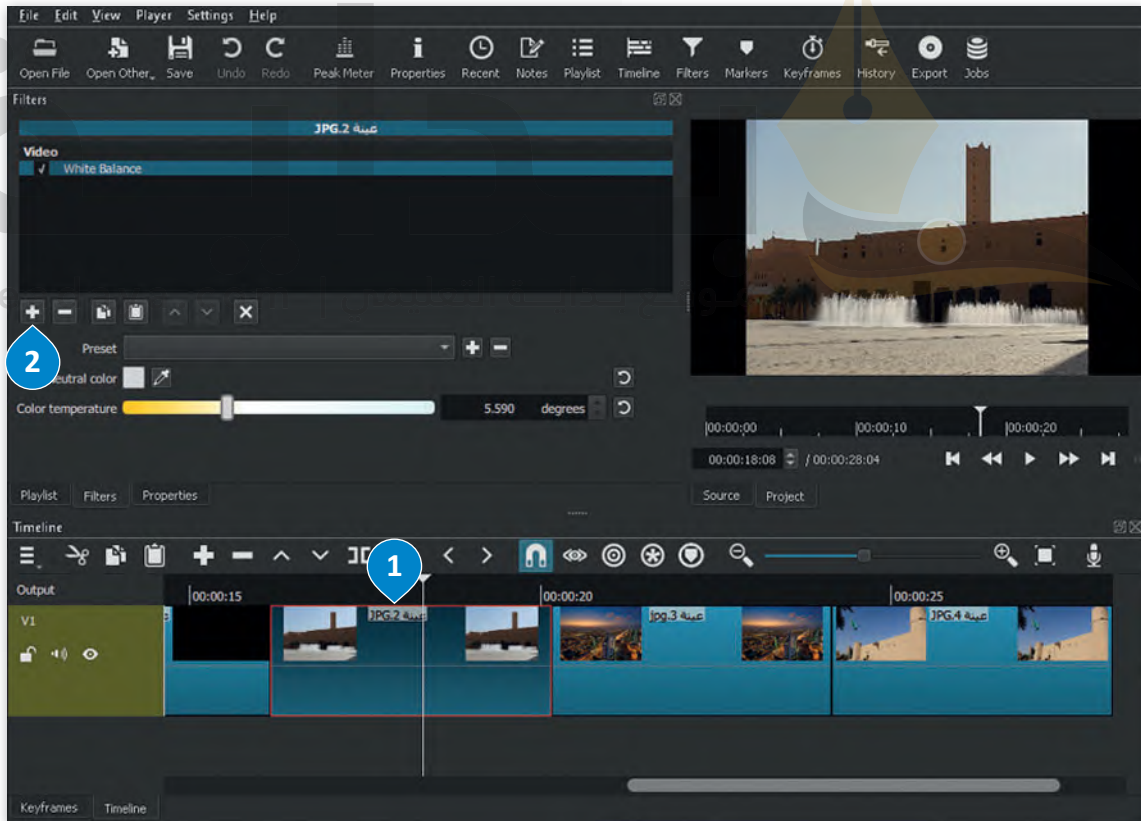 File Edit View Player Settings Help
Open File Open Other Save Undo Redo Peak Meter Properties Recent Notes Playlist Timeline Filters Markers Keyframes History Export Jobs
Filters
عينة 2.JPG
Video
White Balance
2
Preset
eutral color
Color temperature 5.590 degrees
00:00:00 00:00:10 00:00:20
00:00:18:08 / 00:00:28:04
Playlist Filters Properties
Source Project
Timeline
1
Output 00:00:15 00:00:20 00:00:25
V1
عينة 2.JPG عينة 3.jpg عينة 4.JPG
Keyframes Timeline